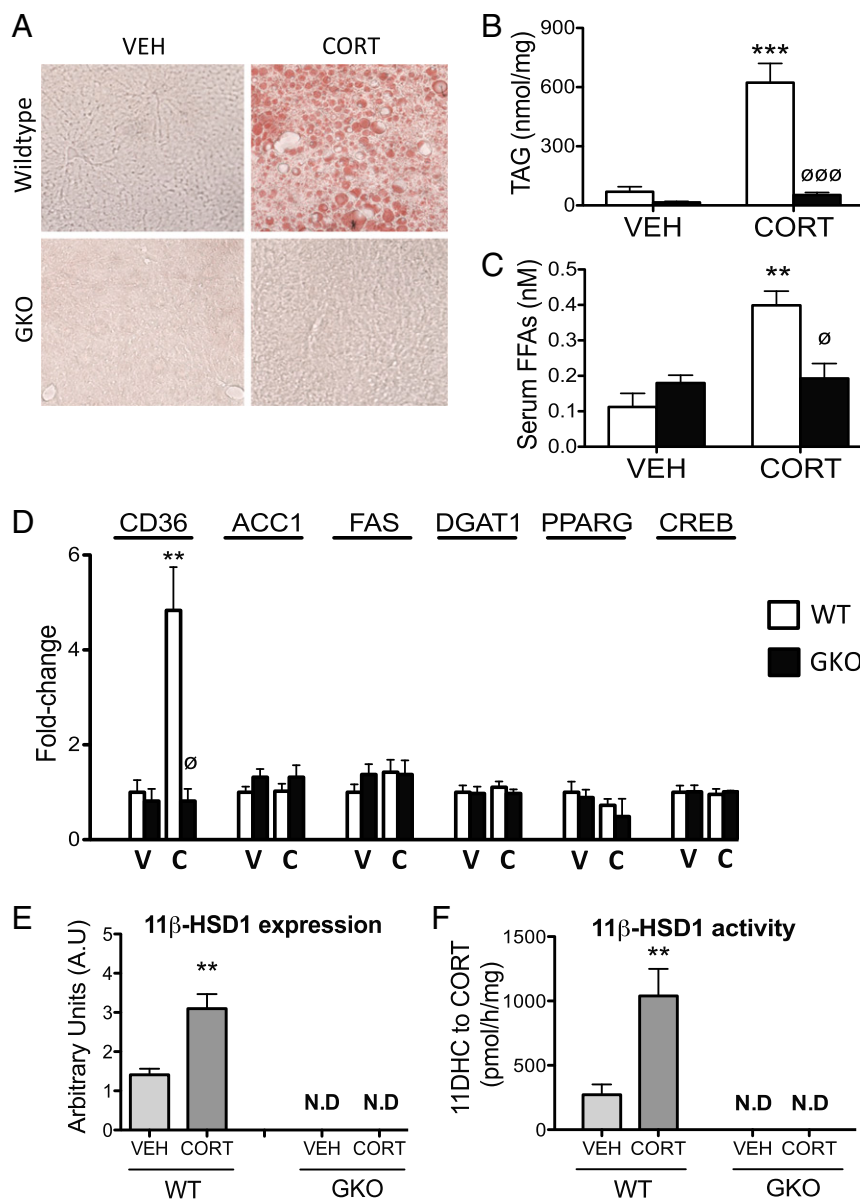 A
VEH CORT
Wildtype
GKO
B
TAG (nmol/mg)
900
600
300
0
***
øøø
VEH CORT
C
Serum FFAs (nM)
0.5
0.4
0.3
0.2
0.1
0.0
**
ø
VEH CORT
D
CD36 ACC1 FAS DGAT1 PPARG CREB
Fold-change
6
4
2
0
**
ø
V C V C V C V C V C V C
WT
GKO
E
11β-HSD1 expression
Arbitrary Units (A.U)
5
4
3
2
1
0
**
N.D N.D
VEH CORT VEH CORT
WT GKO
F
11β-HSD1 activity
11DHC to CORT
(pmol/h/mg)
1500
1000
500
0
**
N.D N.D
VEH CORT VEH CORT
WT GKO